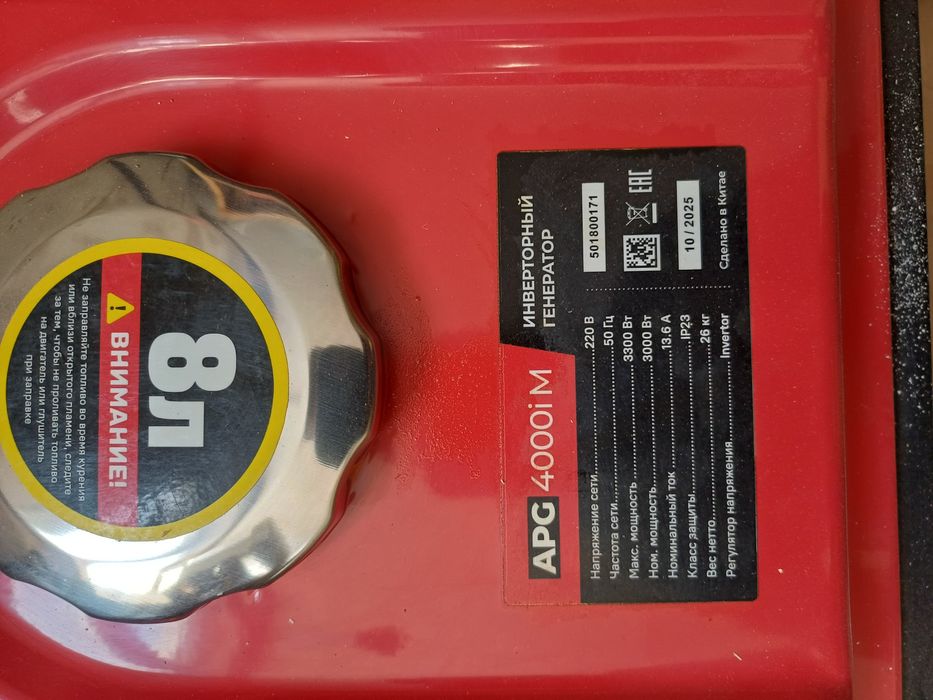 8л
ВНИМАНИЕ!
Не заправляйте топливо во время курения
или вблизи открытого пламени, следите
за тем, чтобы не проливать топливо
на двигатель или глушитель
при заправке
APG 4000i M
ИНВЕРТОРНЫЙ
ГЕНЕРАТОР
Напряжение сети.....220 В
Частота сети.....50 Гц
Макс. мощность.....3300 Вт
Ном. мощность.....3000 Вт
Номинальный ток.....13.6 А
Класс защиты.....IP23
Вес нетто.....26 кг
Регулятор напряжения.....Invertor
501800171
EAC
10 / 2025
Сделано в Китае